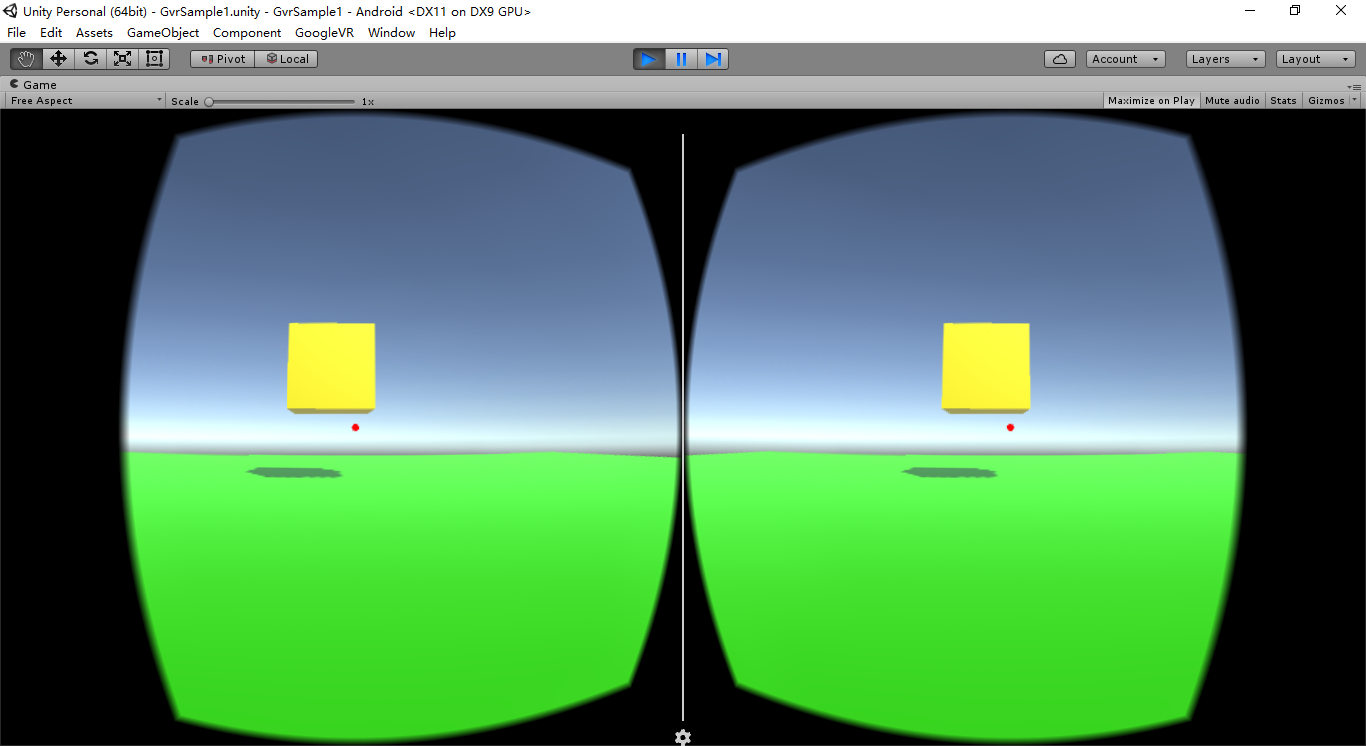 Unity Personal (64bit) - GvrSample1.unity - GvrSample1 - Android <DX11 on DX9 GPU>
File Edit Assets GameObject Component GoogleVR Window Help
Pivot Local Account Layers Layout
Game
Free Aspect Scale 1x Maximize on Play Mute audio Stats Gizmos